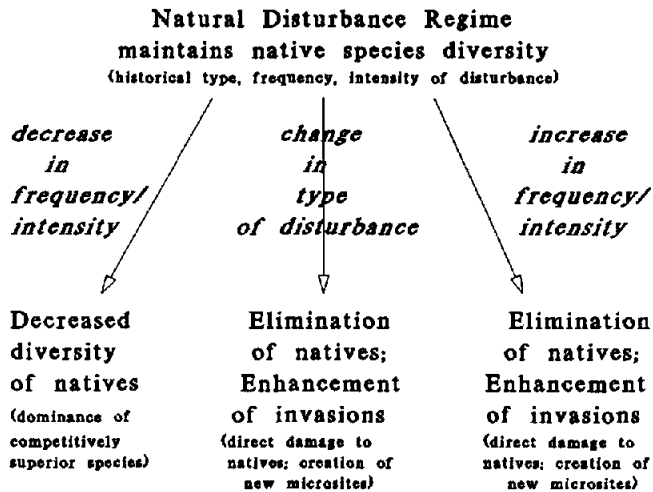 Natural Disturbance Regime
maintains native species diversity
(historical type, frequency, intensity of disturbance)
decrease
in
frequency/
intensity
change
in
type
of disturbance
increase
in
frequency/
intensity
Decreased
diversity
of natives
(dominance of
competitively
superior species)
Elimination
of natives;
Enhancement
of invasions
(direct damage to
natives; creation of
new microsites)
Elimination
of natives;
Enhancement
of invasions
(direct damage to
natives; creation of
new microsites)